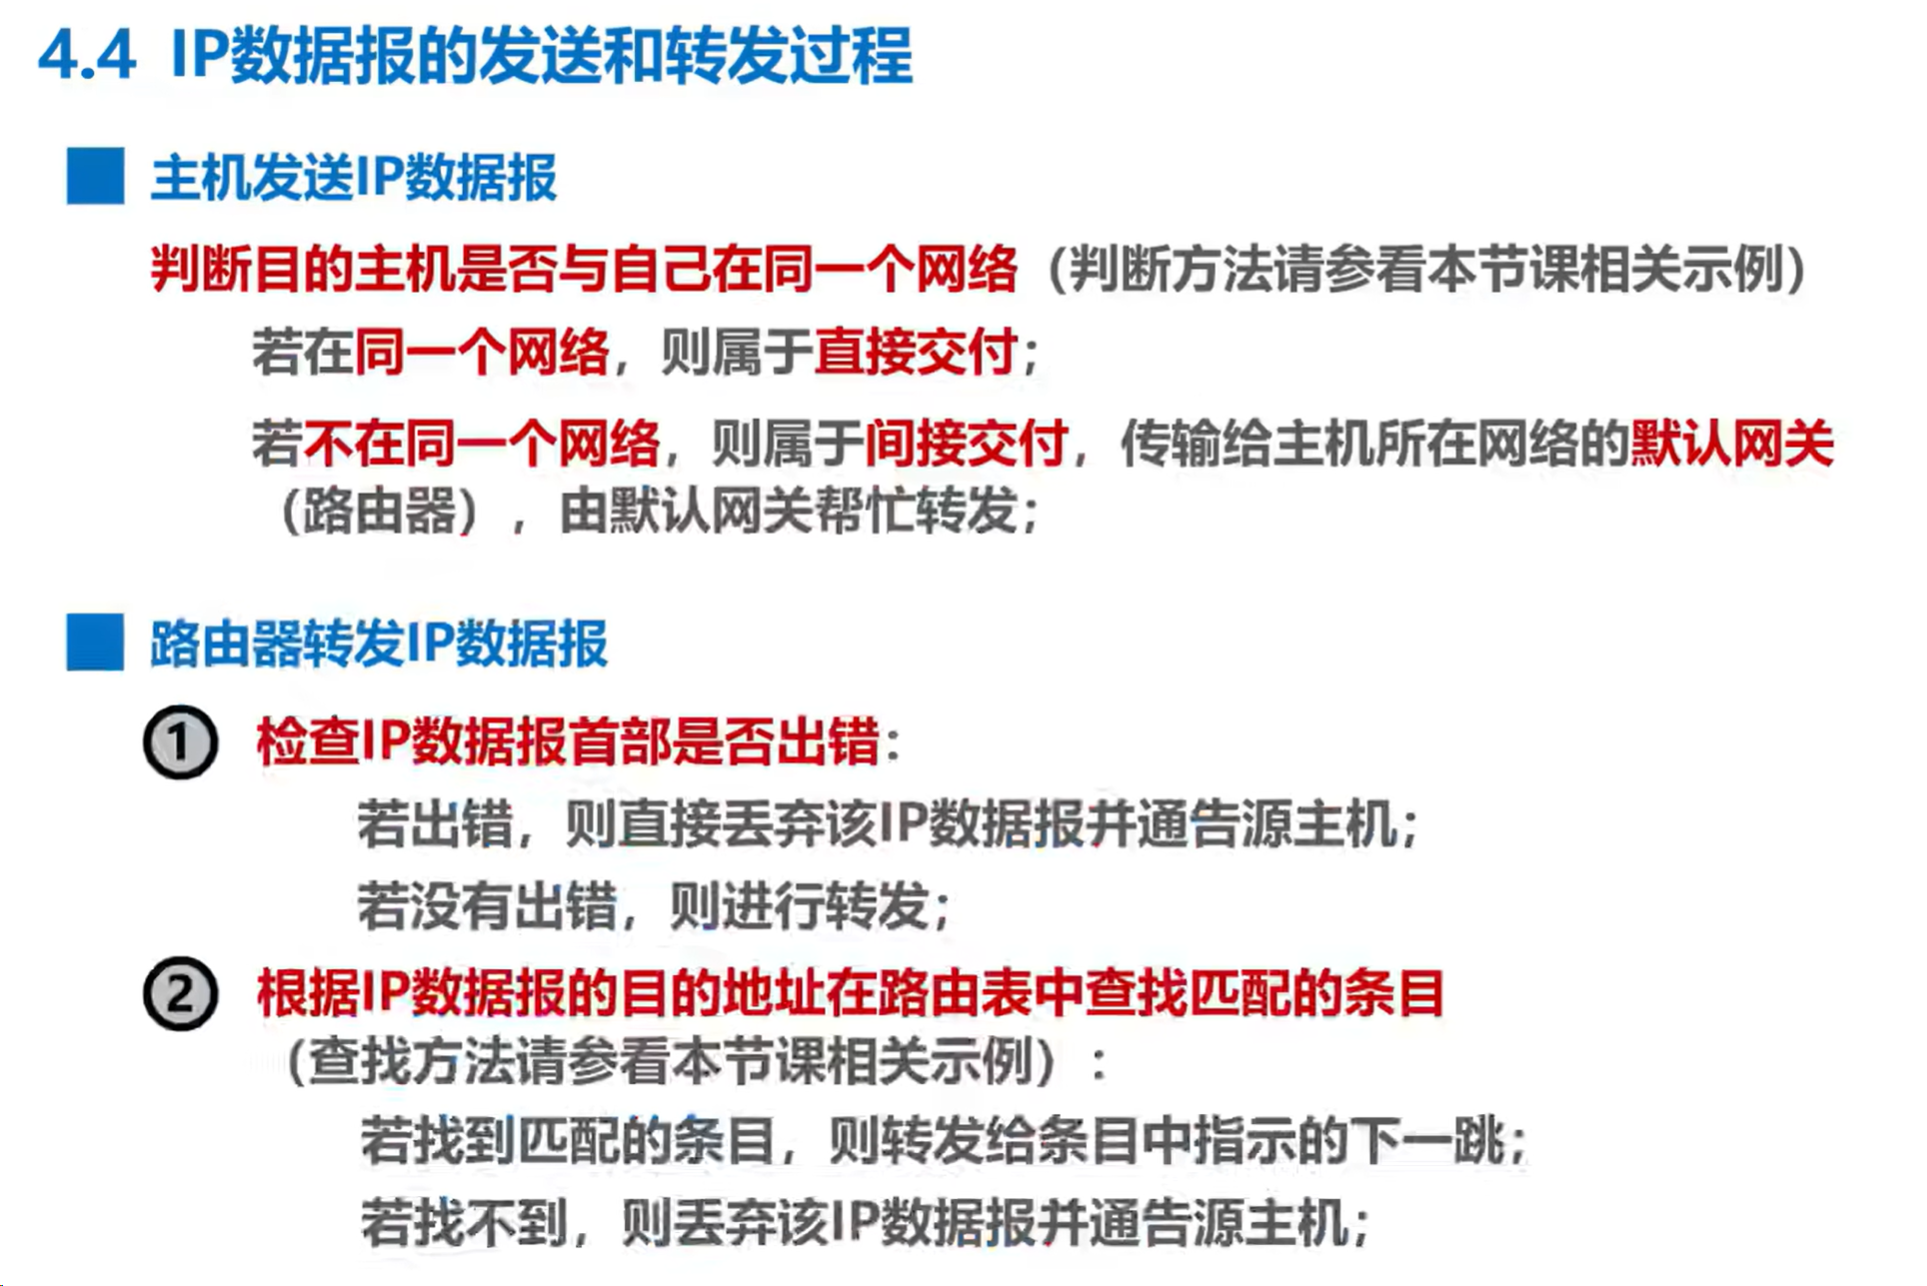 4.4 IP数据报的发送和转发过程
主机发送IP数据报
判断目的主机是否与自己在同一个网络（判断方法请参看本节课相关示例）
若在同一个网络，则属于直接交付；
若不在同一个网络，则属于间接交付，传输给主机所在网络的默认网关
（路由器），由默认网关帮忙转发；
路由器转发IP数据报
① 检查IP数据报首部是否出错：
若出错，则直接丢弃该IP数据报并通告源主机；
若没有出错，则进行转发；
② 根据IP数据报的目的地址在路由表中查找匹配的条目
（查找方法请参看本节课相关示例）：
若找到匹配的条目，则转发给条目中指示的下一跳；
若找不到，则丢弃该IP数据报并通告源主机；